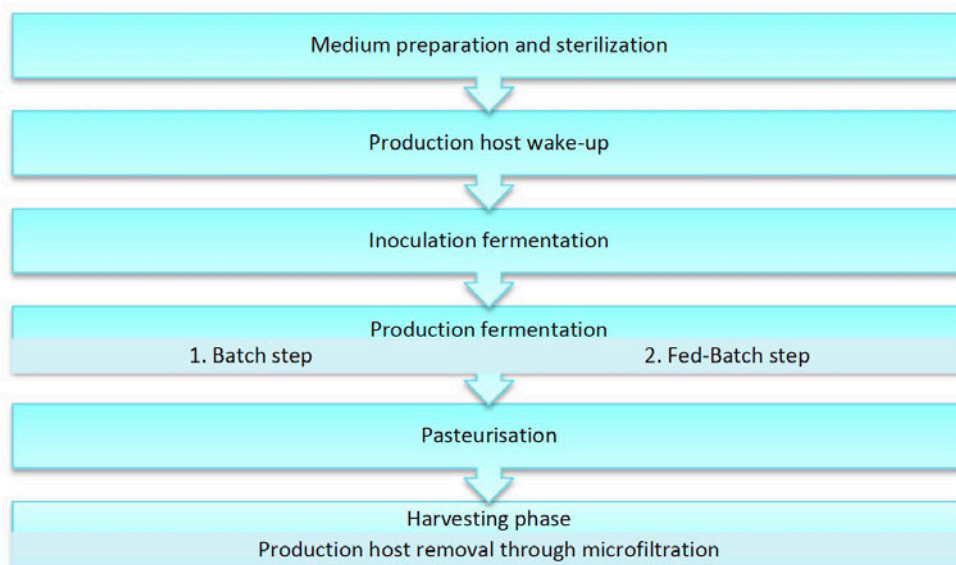 Medium preparation and sterilization
Production host wake-up
Inoculation fermentation
Production fermentation
1. Batch step 2. Fed-Batch step
Pasteurisation
Harvesting phase
Production host removal through microfiltration